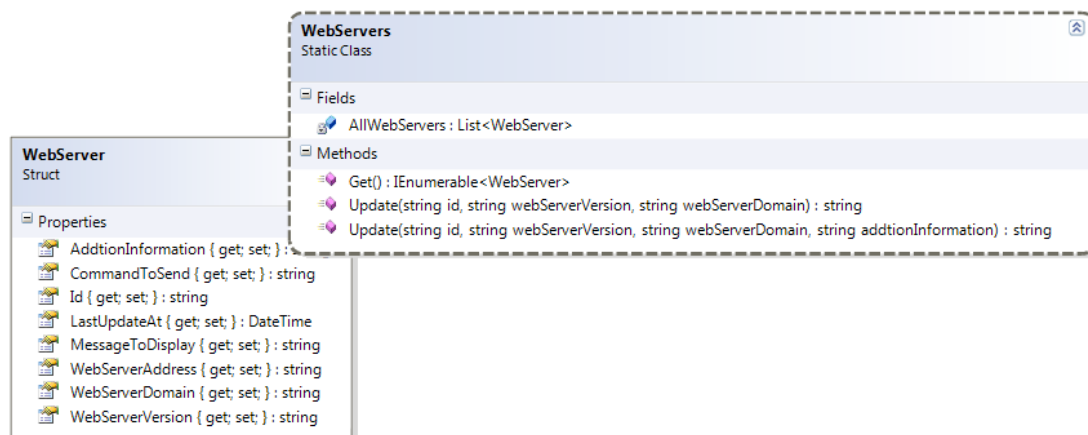 WebServers
Static Class
Fields
AllWebServers : List<WebServer>
Methods
Get() : IEnumerable<WebServer>
Update(string id, string webServerVersion, string webServerDomain) : string
Update(string id, string webServerVersion, string webServerDomain, string addtionInformation) : string
WebServer
Struct
Properties
AddtionInformation { get; set; } :
CommandToSend { get; set; } : string
Id { get; set; } : string
LastUpdateAt { get; set; } : DateTime
MessageToDisplay { get; set; } : string
WebServerAddress { get; set; } : string
WebServerDomain { get; set; } : string
WebServerVersion { get; set; } : string